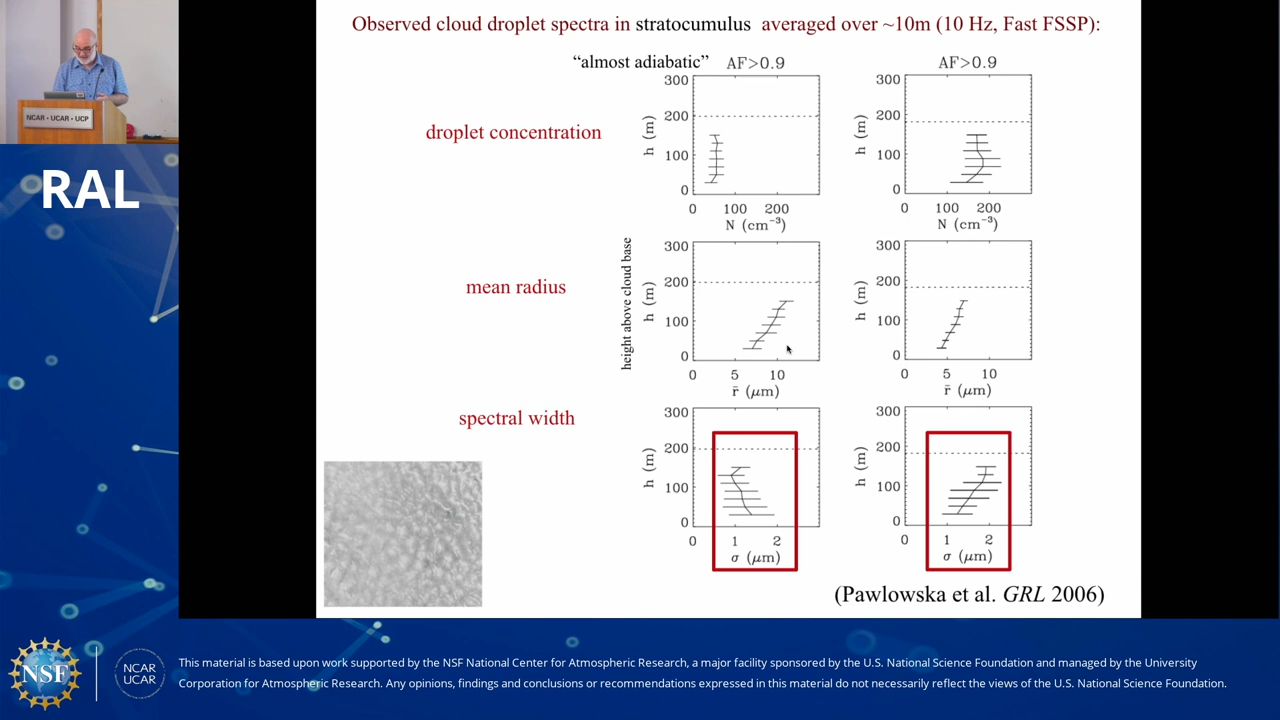 Observed cloud droplet spectra in stratocumulus averaged over ~10m (10 Hz, Fast FSSP):
“almost adiabatic” AF>0.9 AF>0.9
droplet concentration
h (m) 300 200 100 0
0 100 200
N (cm⁻³)
h (m) 300 200 100 0
0 100 200
N (cm⁻³)
height above cloud base
mean radius
h (m) 300 200 100 0
0 5 10
r̄ (μm)
h (m) 300 200 100 0
0 5 10
r̄ (μm)
spectral width
h (m) 300 200 100 0
0 1 2
σ (μm)
h (m) 300 200 100 0
0 1 2
σ (μm)
(Pawlowska et al. GRL 2006)
NCAR • UCAR • UCP
RAL
NSF
NCAR
UCAR
This material is based upon work supported by the NSF National Center for Atmospheric Research, a major facility sponsored by the U.S. National Science Foundation and managed by the University
Corporation for Atmospheric Research. Any opinions, findings and conclusions or recommendations expressed in this material do not necessarily reflect the views of the U.S. National Science Foundation.